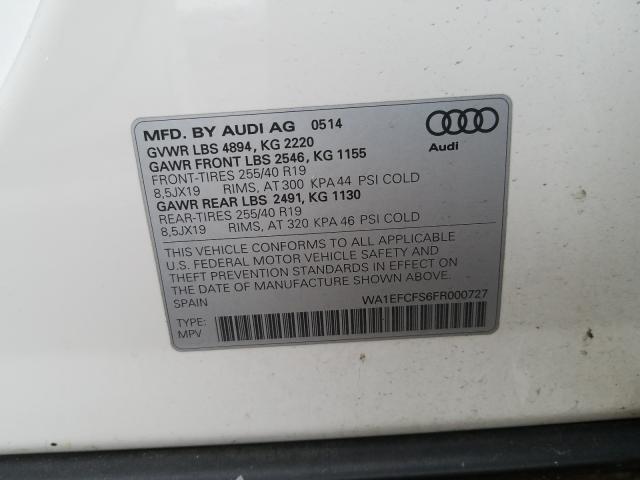 MFD. BY AUDI AG 0514
GVWR LBS 4894, KG 2220
GAWR FRONT LBS 2546, KG 1155
FRONT-TIRES 255/40 R19
8,5JX19 RIMS, AT 300 KPA 44 PSI COLD
GAWR REAR LBS 2491, KG 1130
REAR-TIRES 255/40 R19
8,5JX19 RIMS, AT 320 KPA 46 PSI COLD
Audi
THIS VEHICLE CONFORMS TO ALL APPLICABLE
U.S. FEDERAL MOTOR VEHICLE SAFETY AND
THEFT PREVENTION STANDARDS IN EFFECT ON
THE DATE OF MANUFACTURE SHOWN ABOVE.
SPAIN WA1EFCFS6FR000727
TYPE:
MPV